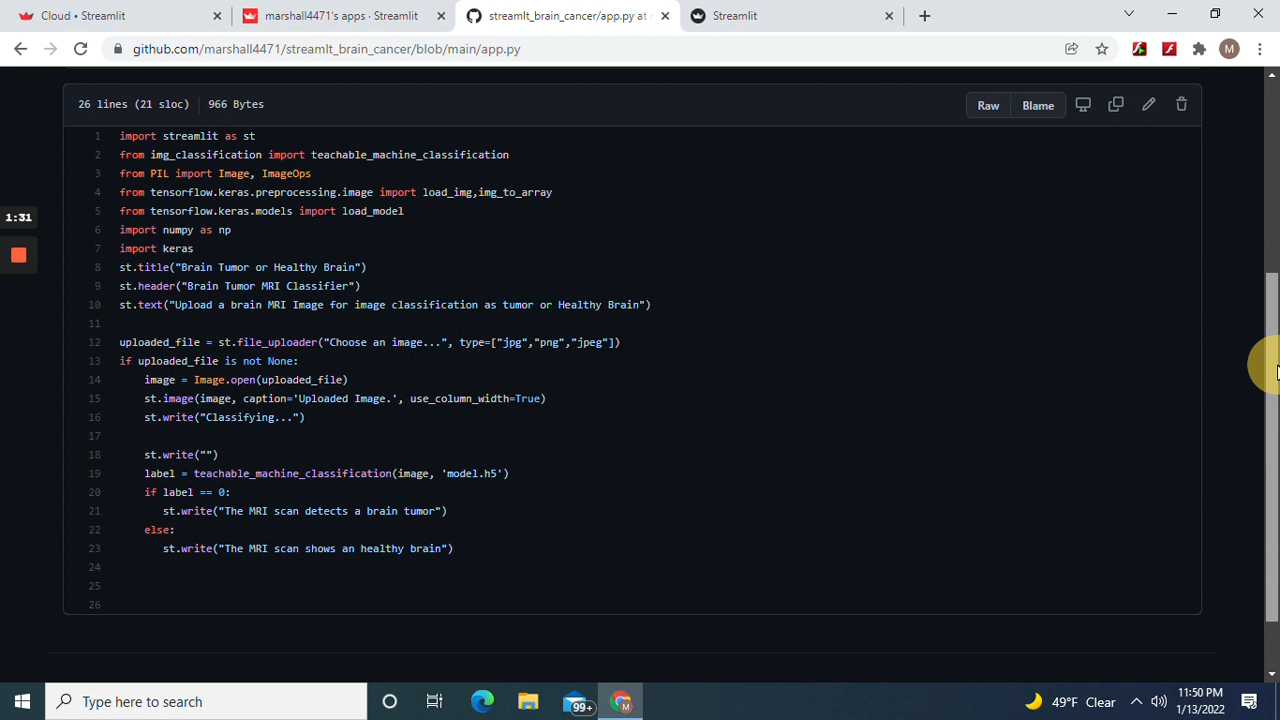 Cloud • Streamlit
marshall4471's apps · Streamlit
streamlt_brain_cancer/app.py at
Streamlit
github.com/marshall4471/streamlt_brain_cancer/blob/main/app.py
M
26 lines (21 sloc) 966 Bytes
Raw Blame
1 import streamlit as st
2 from img_classification import teachable_machine_classification
3 from PIL import Image, ImageOps
4 from tensorflow.keras.preprocessing.image import load_img,img_to_array
5 from tensorflow.keras.models import load_model
6 import numpy as np
7 import keras
8 st.title("Brain Tumor or Healthy Brain")
9 st.header("Brain Tumor MRI Classifier")
10 st.text("Upload a brain MRI Image for image classification as tumor or Healthy Brain")
11
12 uploaded_file = st.file_uploader("Choose an image...", type=["jpg","png","jpeg"])
13 if uploaded_file is not None:
14 image = Image.open(uploaded_file)
15 st.image(image, caption='Uploaded Image.', use_column_width=True)
16 st.write("Classifying...")
17
18 st.write("")
19 label = teachable_machine_classification(image, 'model.h5')
20 if label == 0:
21 st.write("The MRI scan detects a brain tumor")
22 else:
23 st.write("The MRI scan shows an healthy brain")
24
25
26
1:31
Type here to search
99+
M
49°F Clear
11:50 PM
1/13/2022